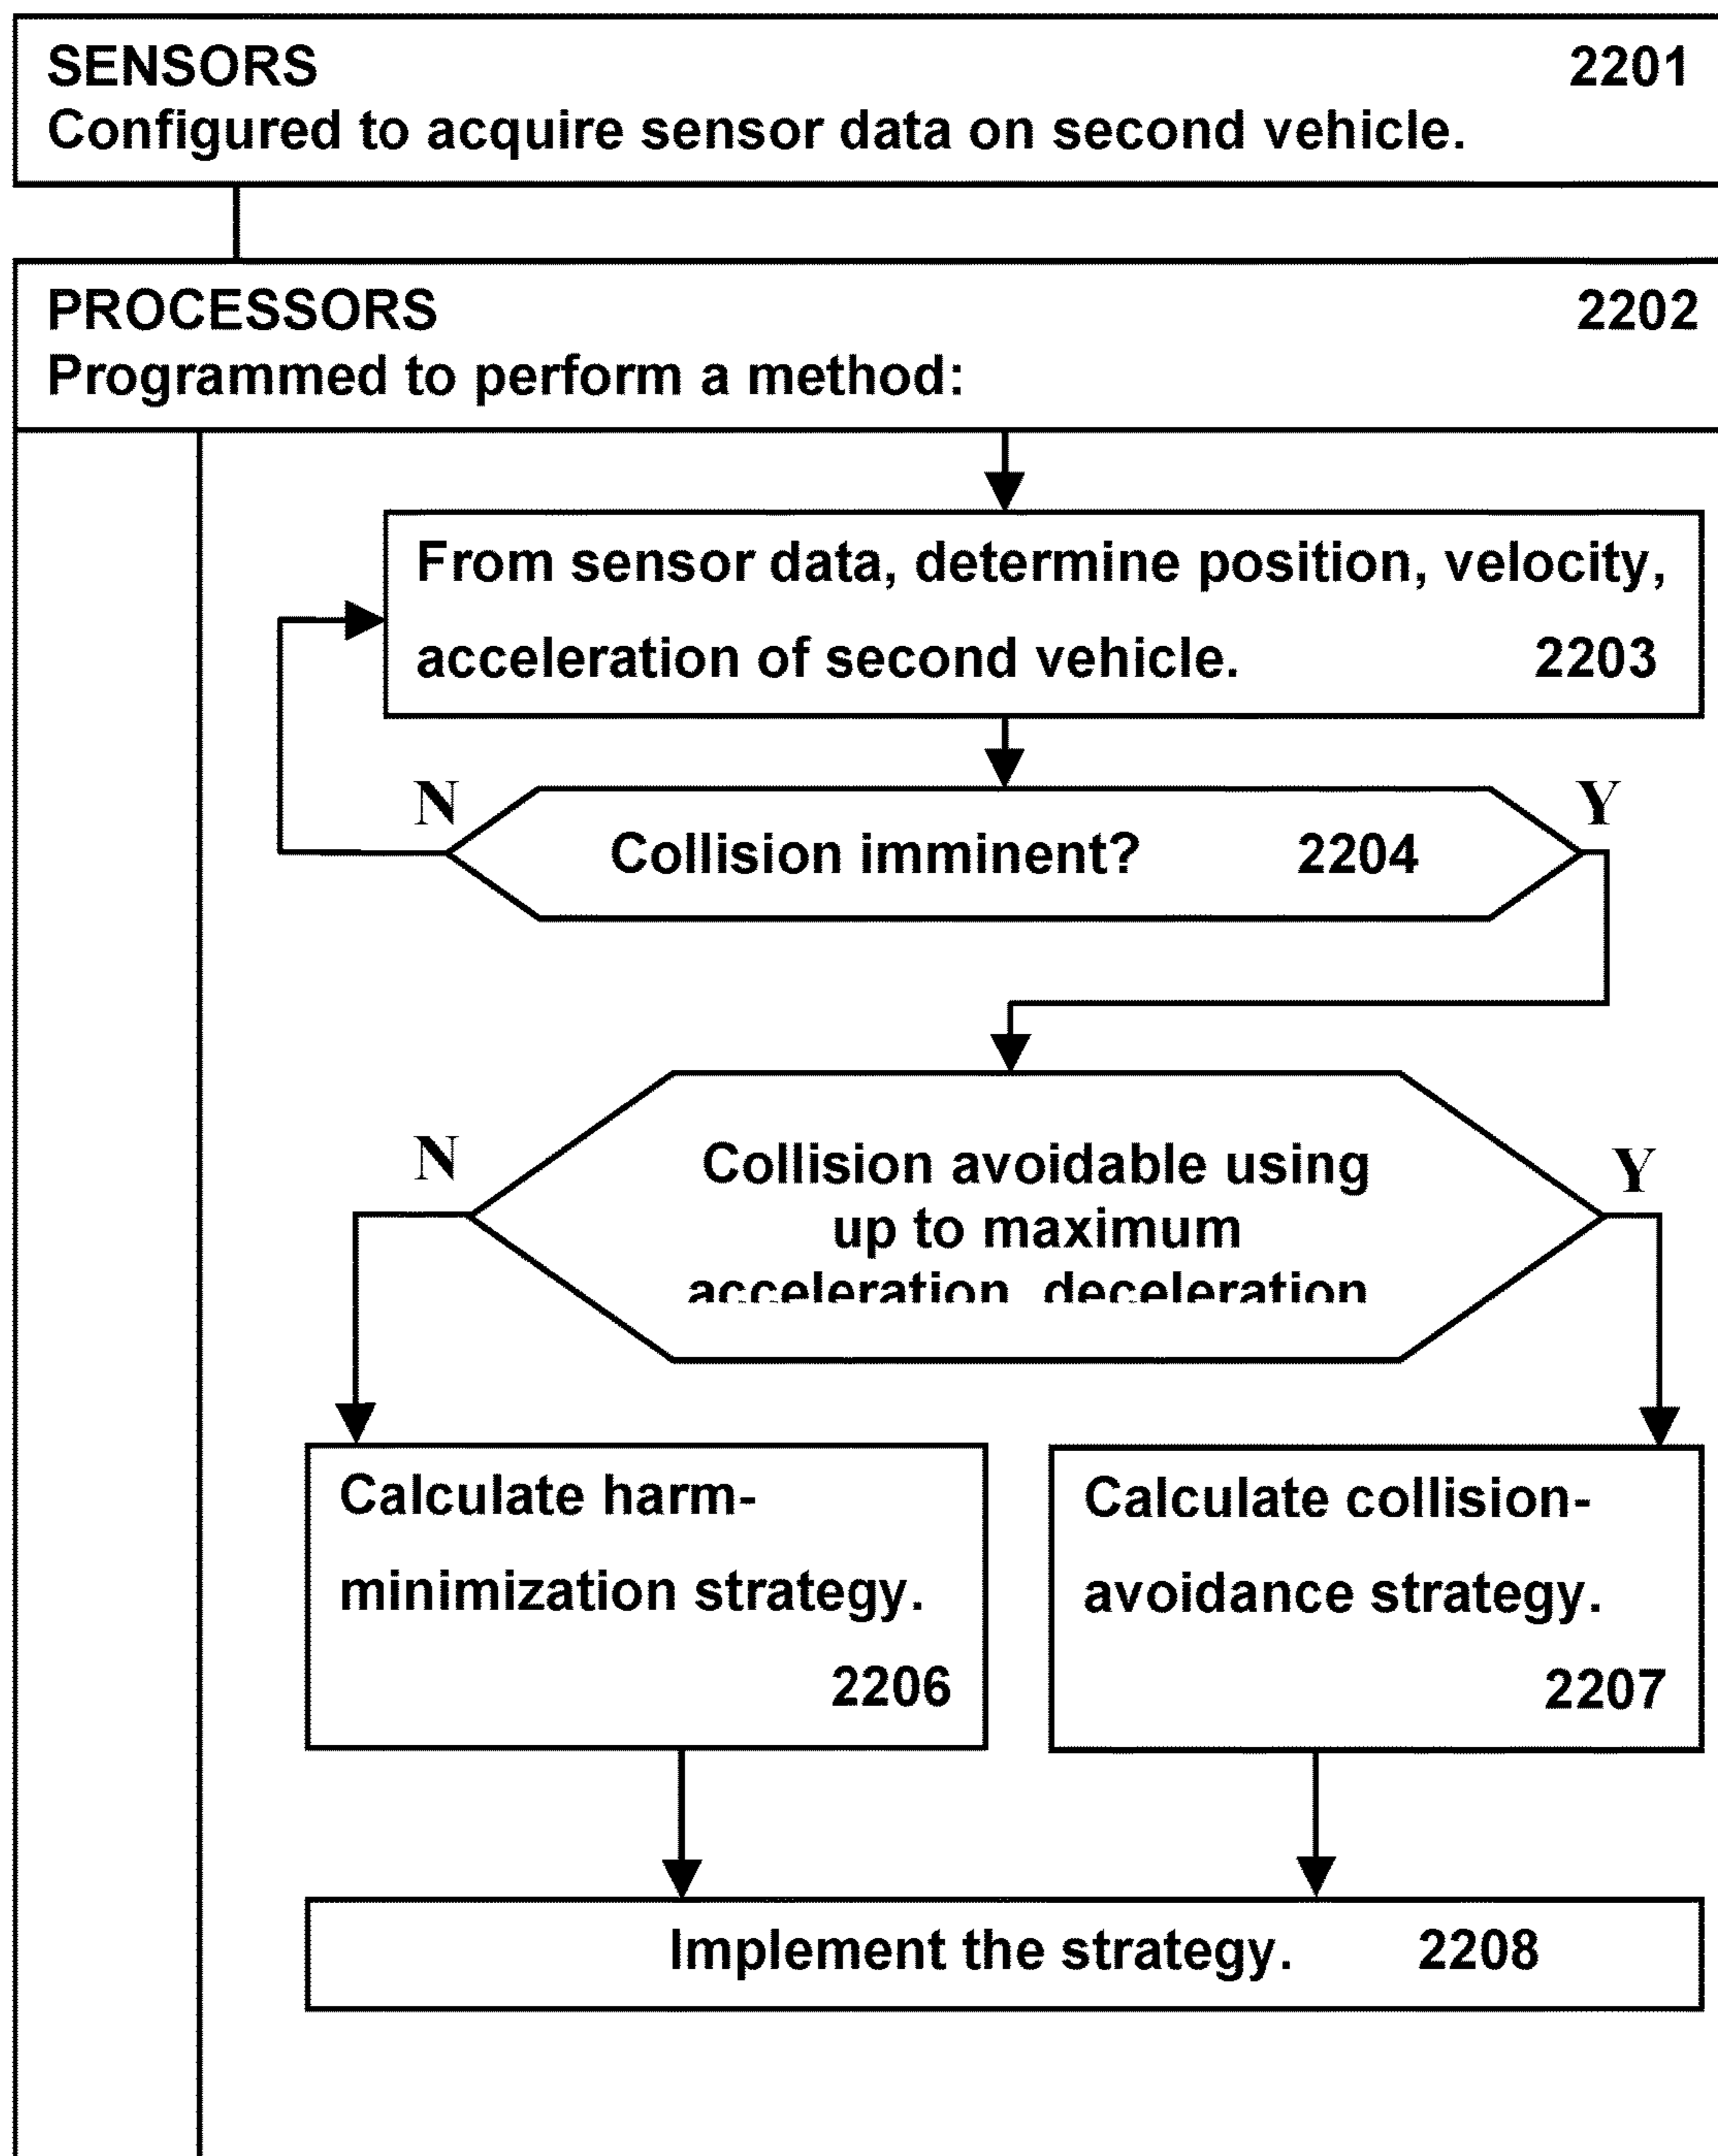 SENSORS 2201
Configured to acquire sensor data on second vehicle.
PROCESSORS 2202
Programmed to perform a method:
From sensor data, determine position, velocity,
acceleration of second vehicle. 2203
N Y
Collision imminent? 2204
N Y
Collision avoidable using
up to maximum
acceleration deceleration
Calculate harm-
minimization strategy.
2206
Calculate collision-
avoidance strategy.
2207
Implement the strategy. 2208